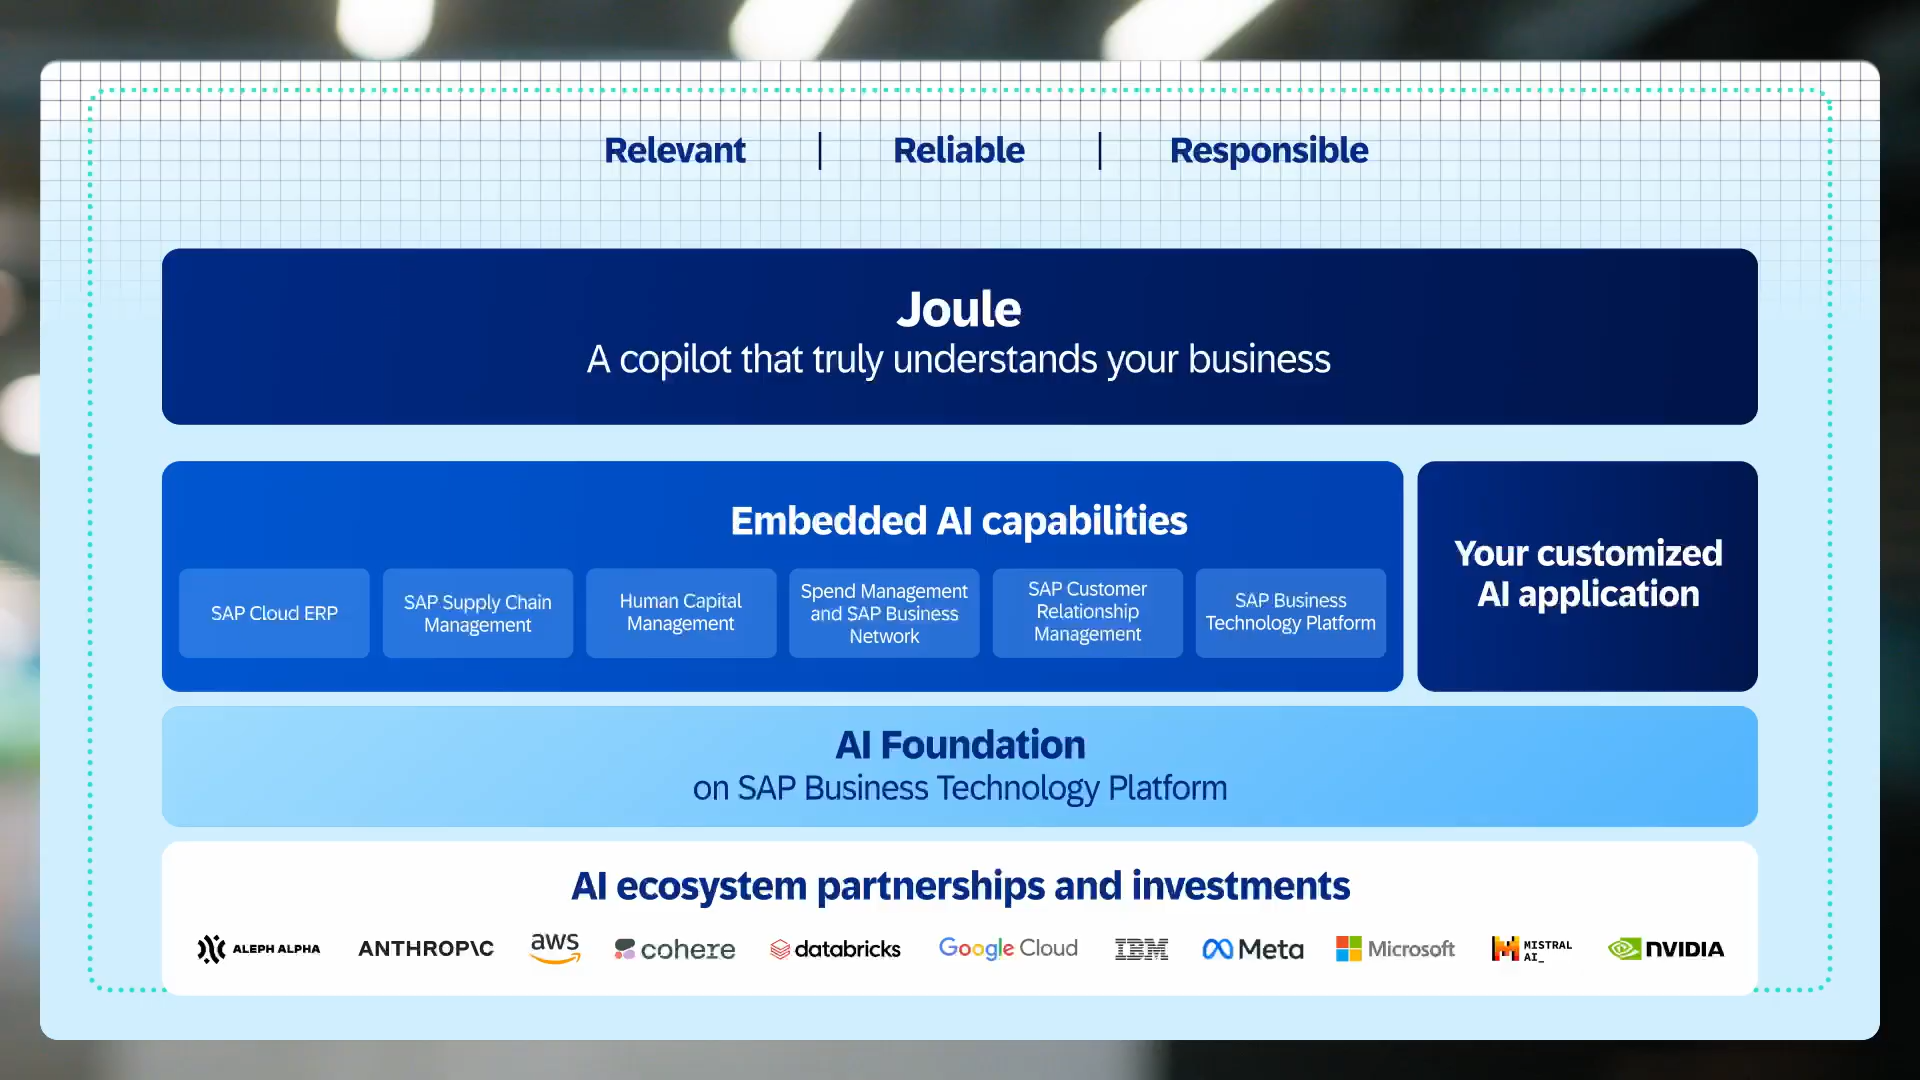 Relevant | Reliable | Responsible
Joule
A copilot that truly understands your business
Embedded AI capabilities
SAP Cloud ERP
SAP Supply Chain
Management
Human Capital
Management
Spend Management
and SAP Business
Network
SAP Customer
Relationship
Management
SAP Business
Technology Platform
Your customized
AI application
AI Foundation
on SAP Business Technology Platform
AI ecosystem partnerships and investments
ALEPH ALPHA
ANTHROP\C
aws
cohere
databricks
Google Cloud
IBM
Meta
Microsoft
MISTRAL
AI_
NVIDIA